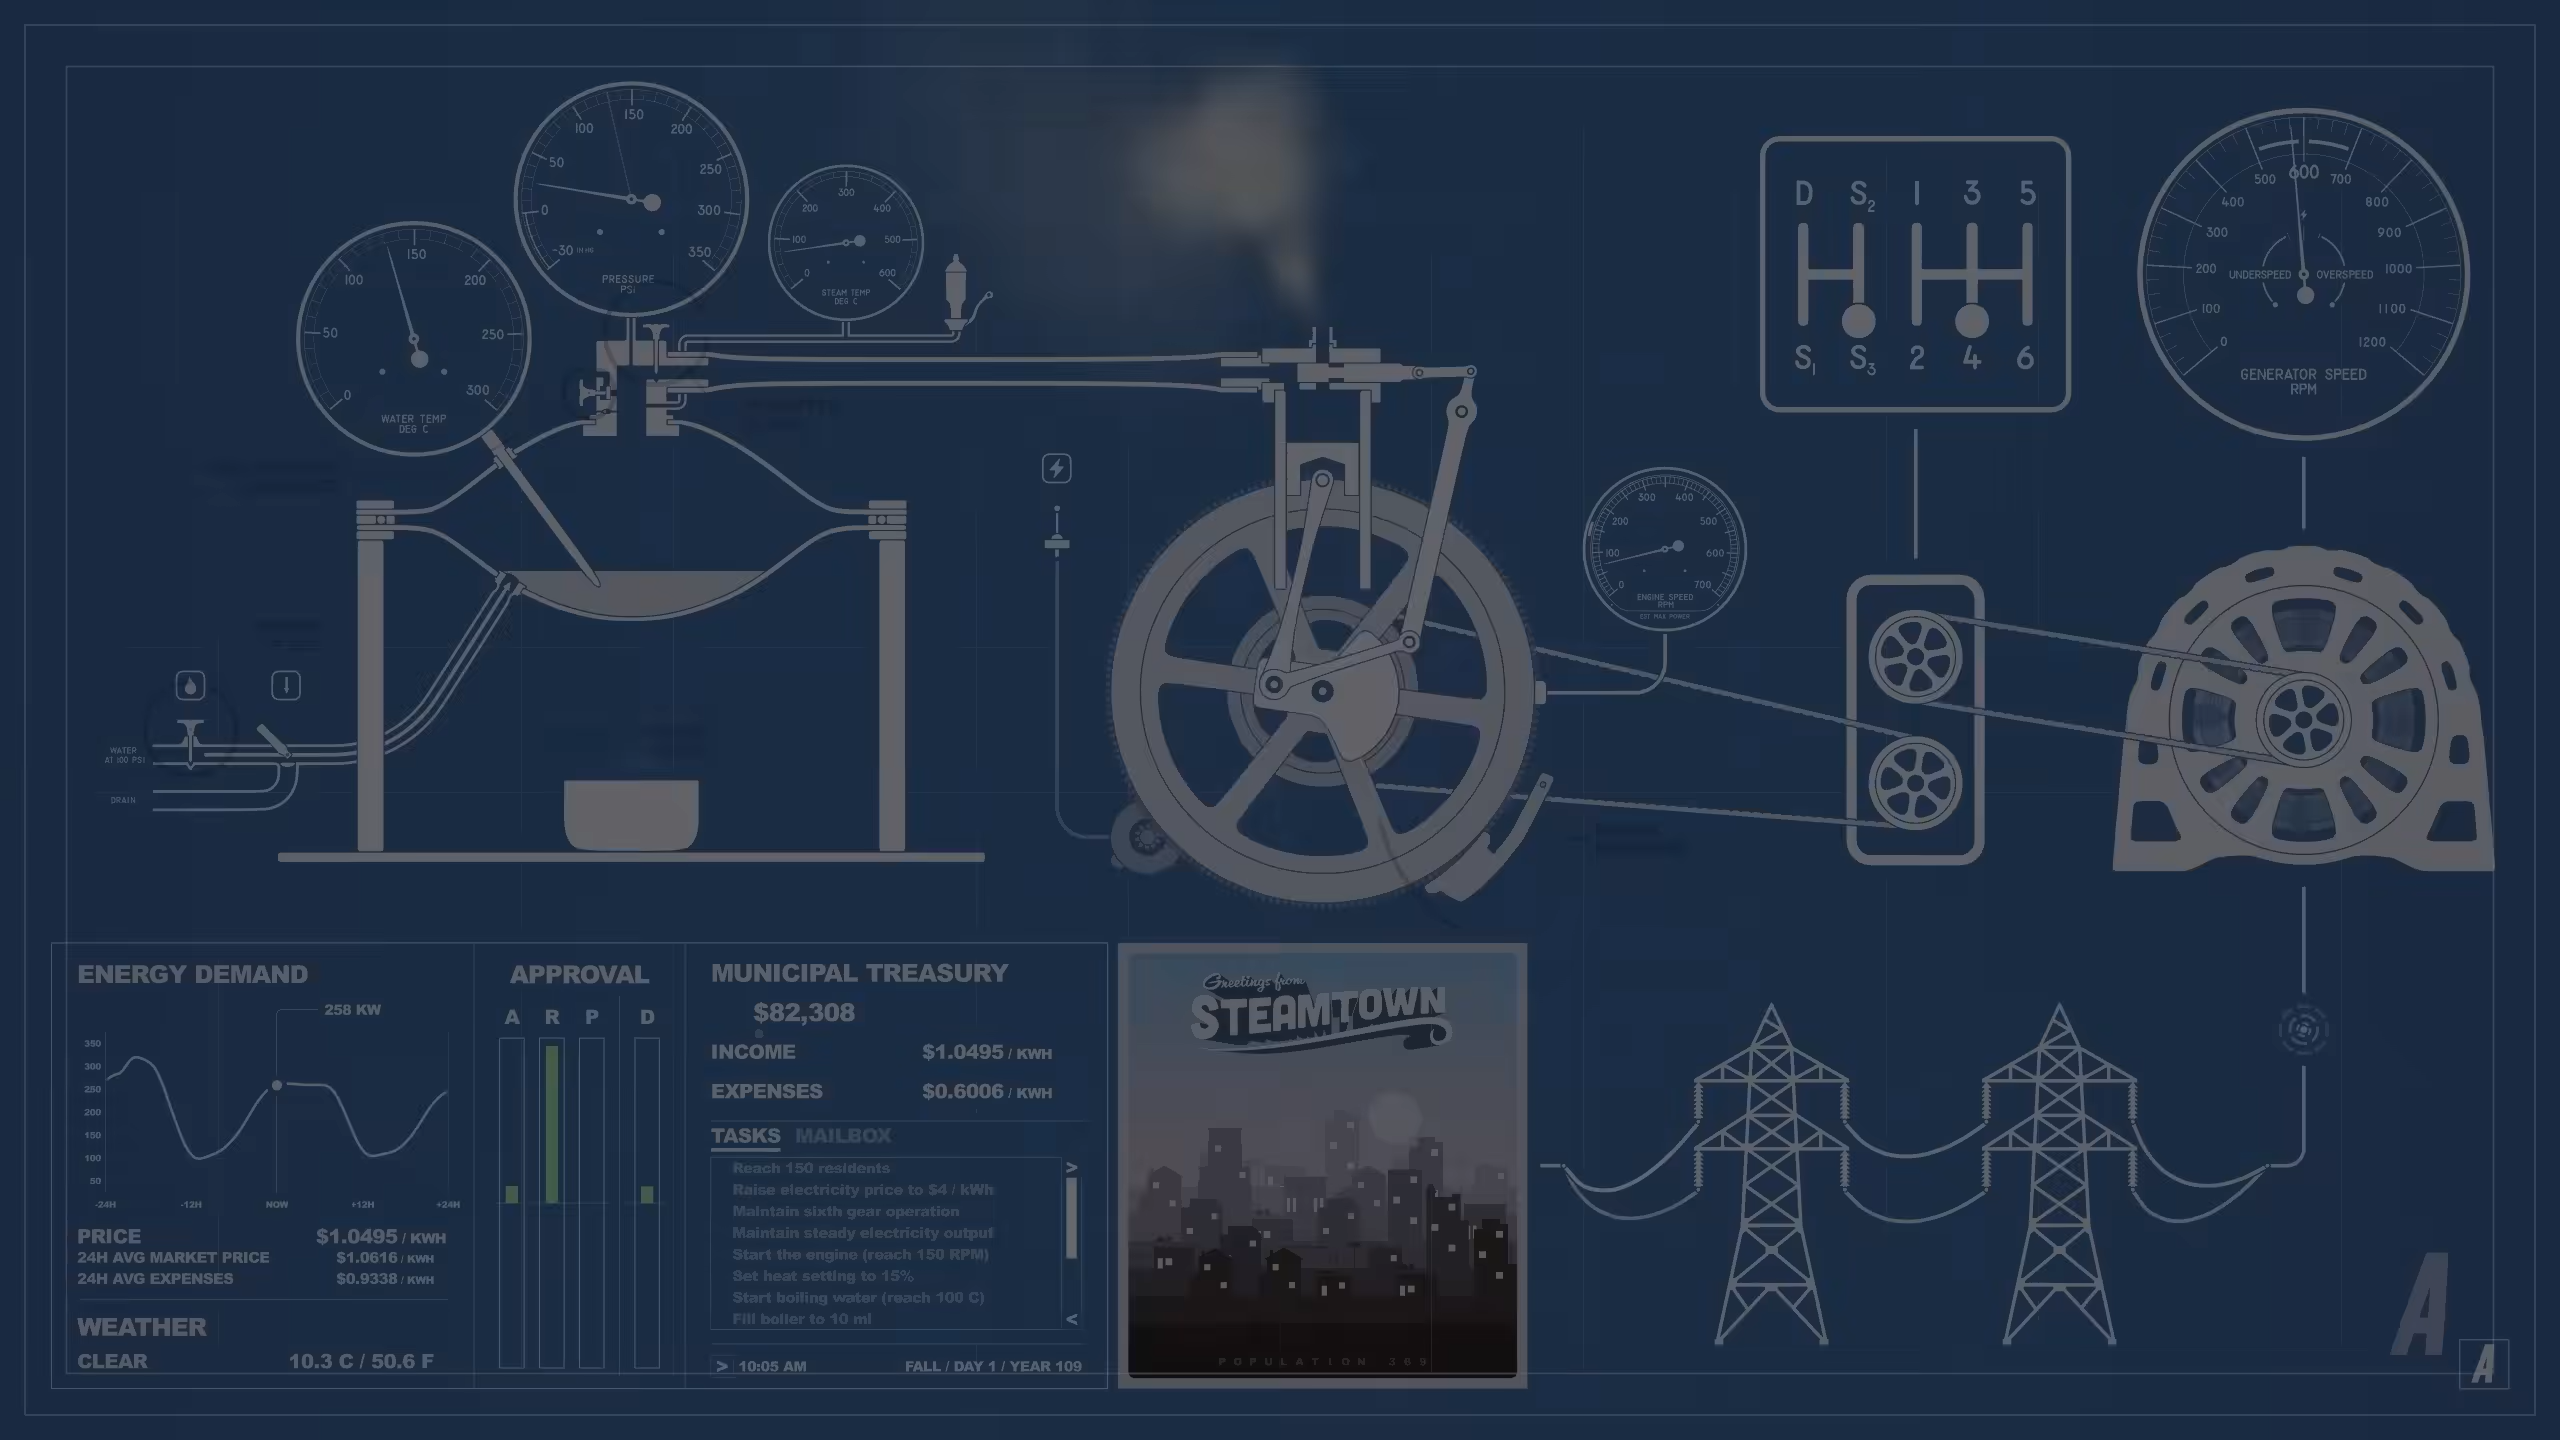 150
100
200
50
250
0
300
-30 IN HG
350
PRESSURE
PSI
300
200
400
100
500
0
600
STEAM TEMP
DEG C
150
100
200
50
250
0
300
WATER TEMP
DEG C
D S2 1 3 5
S1 S3 2 4 6
600
500 700
400 800
300 900
200 UNDERSPEED OVERSPEED 1000
100 1100
0 1200
GENERATOR SPEED
RPM
300 400
200 500
100 600
0 700
ENGINE SPEED
RPM
EST MAX POWER
WATER
AT 100 PSI
DRAIN
ENERGY DEMAND
258 KW
350
300
250
200
150
100
50
-24H -12H NOW +12H +24H
PRICE $1.0495 / KWH
24H AVG MARKET PRICE $1.0616 / KWH
24H AVG EXPENSES $0.9338 / KWH
WEATHER
CLEAR 10.3 C / 50.6 F
APPROVAL
A R P D
MUNICIPAL TREASURY
$82,308
INCOME $1.0495 / KWH
EXPENSES $0.6006 / KWH
TASKS MAILBOX
Reach 150 residents
Raise electricity price to $4 / kWh
Maintain sixth gear operation
Maintain steady electricity output
Start the engine (reach 150 RPM)
Set heat setting to 15%
Start boiling water (reach 100 C)
Fill boiler to 10 ml
> 10:05 AM FALL / DAY 1 / YEAR 109
Greetings from
STEAMTOWN
POPULATION 369
A
A